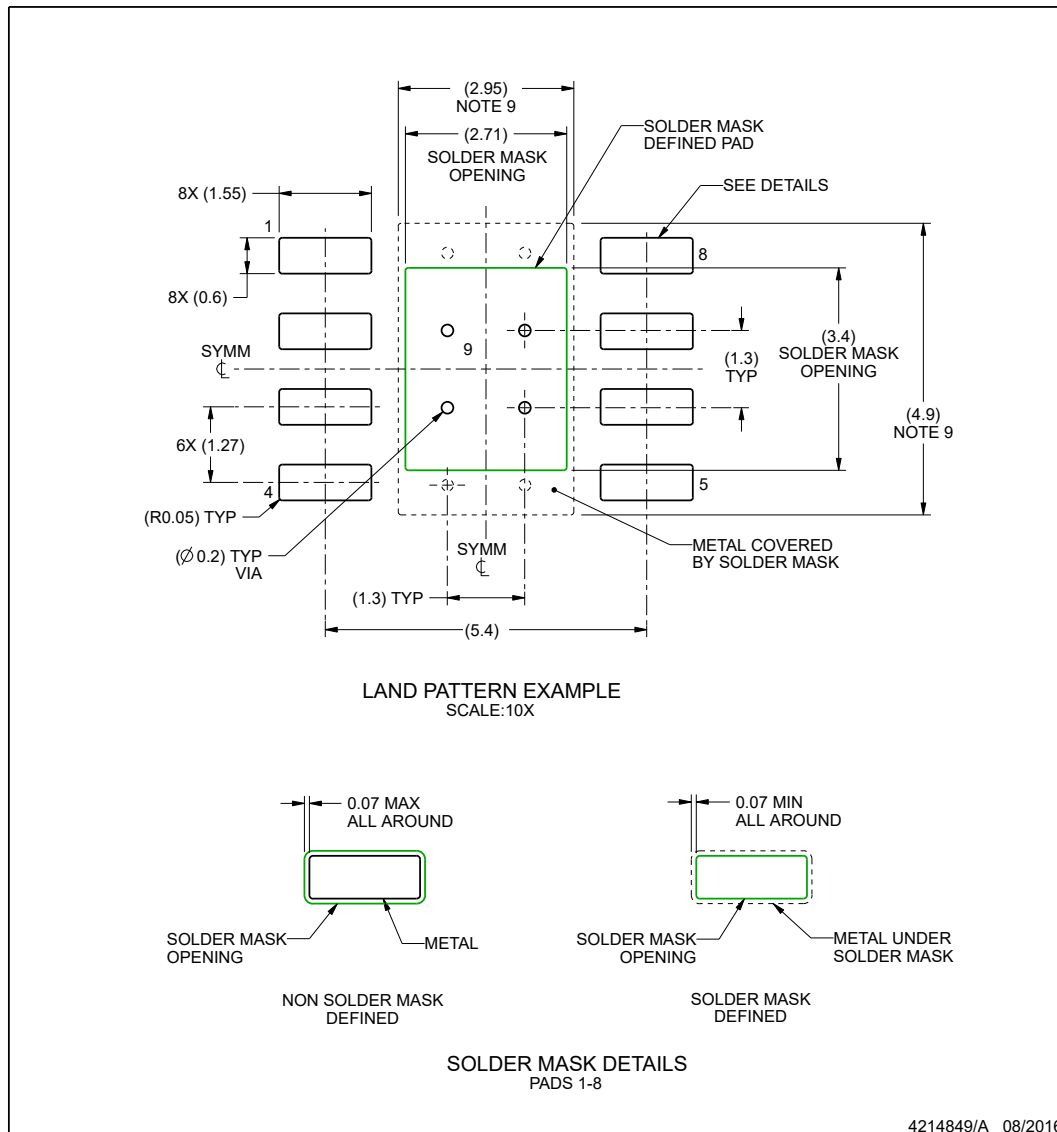 (2.95)
NOTE 9
(2.71)
SOLDER MASK
OPENING
SOLDER MASK
DEFINED PAD
8X (1.55)
SEE DETAILS
1
8
8X (0.6)
SYMM
℄
9
(1.3)
TYP
(3.4)
SOLDER MASK
OPENING
(4.9)
NOTE 9
6X (1.27)
4
5
(R0.05) TYP
(Ø 0.2) TYP
VIA
SYMM
℄
METAL COVERED
BY SOLDER MASK
(1.3) TYP
(5.4)
LAND PATTERN EXAMPLE
SCALE:10X
0.07 MAX
ALL AROUND
0.07 MIN
ALL AROUND
SOLDER MASK
OPENING
METAL
SOLDER MASK
OPENING
METAL UNDER
SOLDER MASK
NON SOLDER MASK
DEFINED
SOLDER MASK
DEFINED
SOLDER MASK DETAILS
PADS 1-8
4214849/A 08/2016